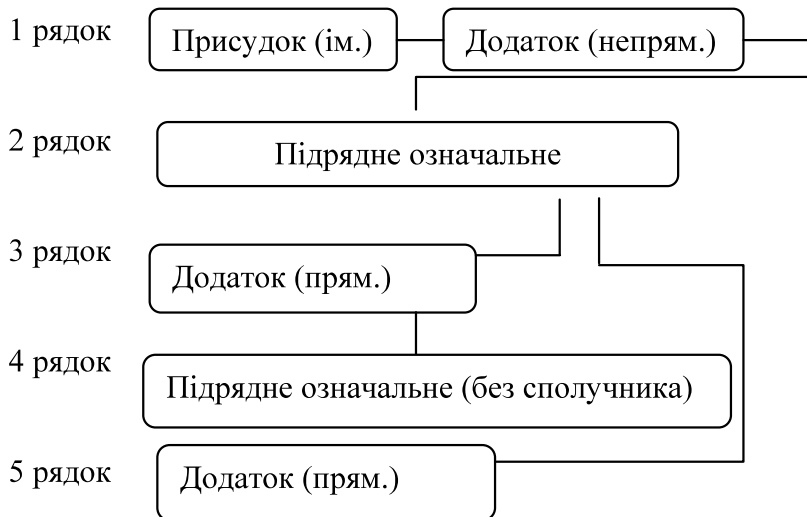 1 рядок Присудок (ім.) Додаток (непрям.)
2 рядок Підрядне означальне
3 рядок Додаток (прям.)
4 рядок Підрядне означальне (без сполучника)
5 рядок Додаток (прям.)